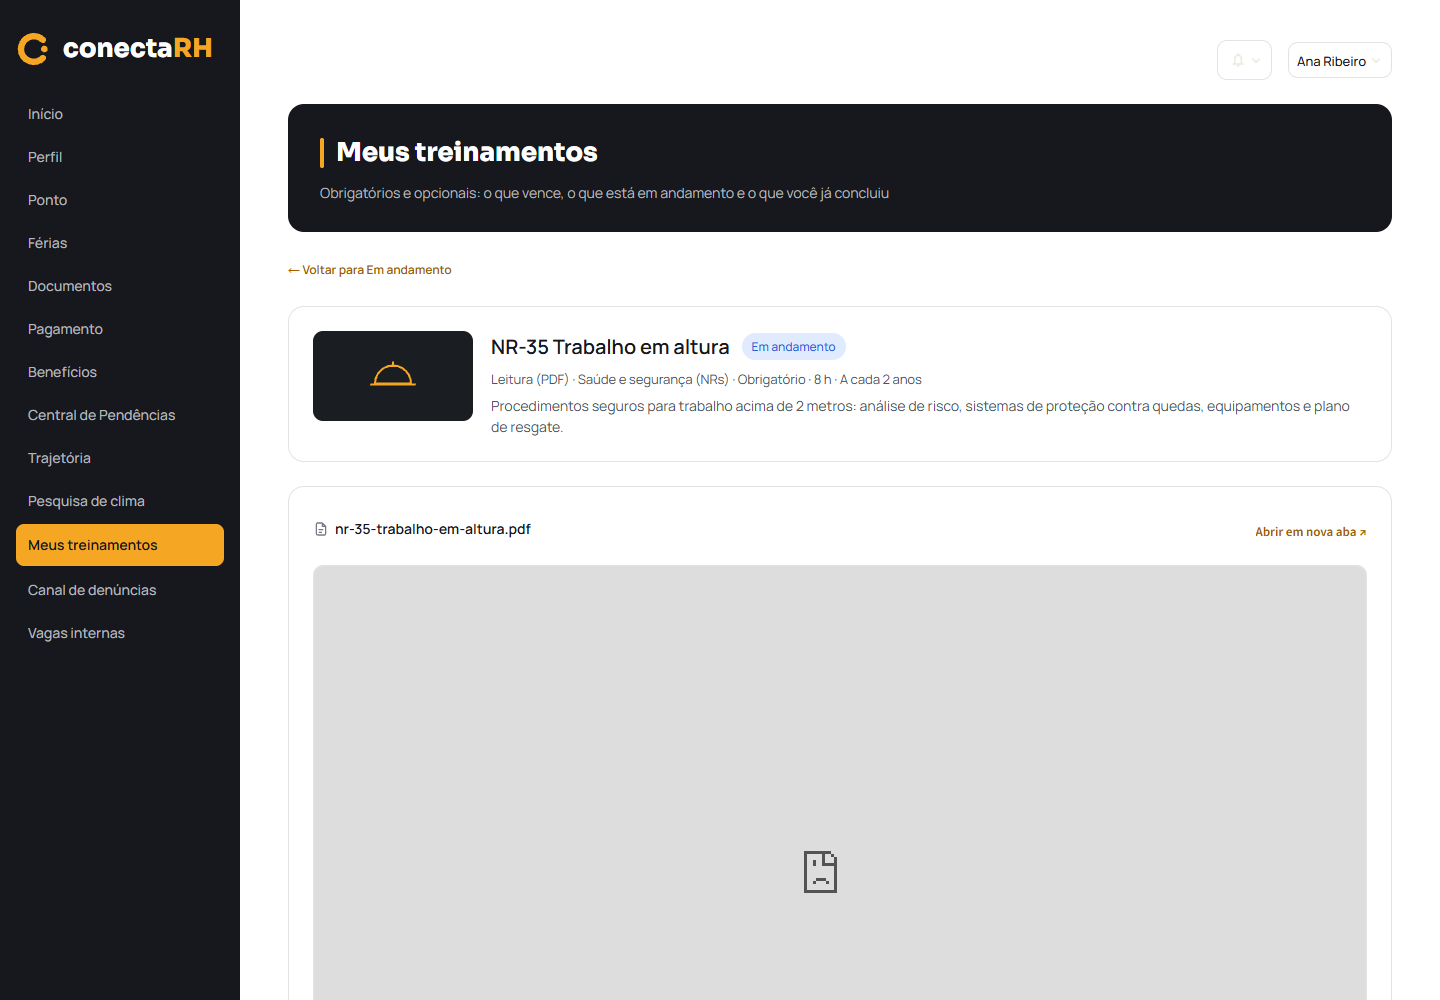 conectaRH
Ana Ribeiro
Início
Perfil
Ponto
Férias
Documentos
Pagamento
Benefícios
Central de Pendências
Trajetória
Pesquisa de clima
Meus treinamentos
Canal de denúncias
Vagas internas
Meus treinamentos
Obrigatórios e opcionais: o que vence, o que está em andamento e o que você já concluiu
← Voltar para Em andamento
NR-35 Trabalho em altura Em andamento
Leitura (PDF) · Saúde e segurança (NRs) · Obrigatório · 8 h · A cada 2 anos
Procedimentos seguros para trabalho acima de 2 metros: análise de risco, sistemas de proteção contra quedas, equipamentos e plano
de resgate.
nr-35-trabalho-em-altura.pdf
Abrir em nova aba ↗